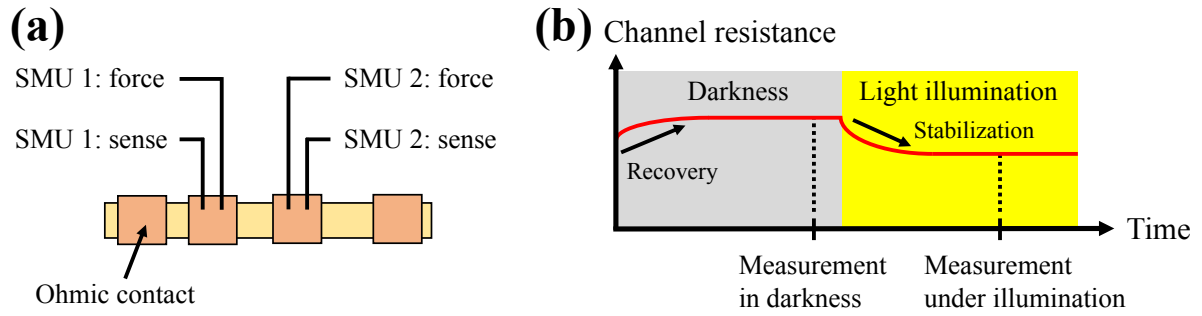 (a)
SMU 1: force
SMU 2: force
SMU 1: sense
SMU 2: sense
Ohmic contact
(b)
Channel resistance
Darkness
Light illumination
Recovery
Stabilization
Time
Measurement
in darkness
Measurement
under illumination